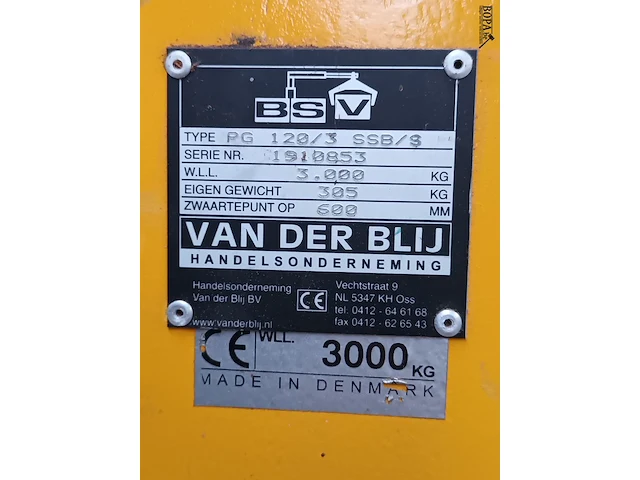 BOPA
BSV
TYPE PG 120/3 SSB/S
SERIE NR. 1910853
W.L.L. 3.000 KG
EIGEN GEWICHT 305 KG
ZWAARTEPUNT OP 600 MM
VAN DER BLIJ
HANDELSONDERNEMING
Handelsonderneming
Van der Blij BV
www.vanderblij.nl
CE
Vechtstraat 9
NL 5347 KH Oss
tel. 0412 - 64 61 68
fax 0412 - 62 65 43
CE WLL. 3000 KG
MADE IN DENMARK